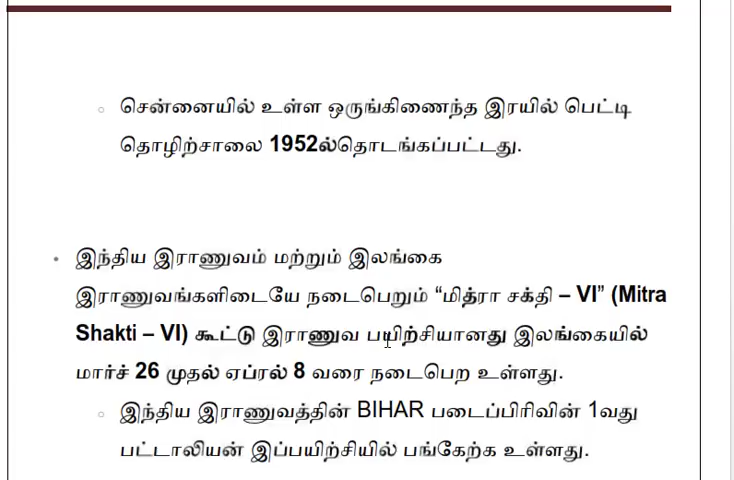 சென்னையில் உள்ள ஒருங்கிணைந்த இரயில் பெட்டி
தொழிற்சாலை 1952ல்தொடங்கப்பட்டது.
இந்திய இராணுவம் மற்றும் இலங்கை
இராணுவங்களிடையே நடைபெறும் “மித்ரா சக்தி – VI” (Mitra
Shakti – VI) கூட்டு இராணுவ பயிற்சியானது இலங்கையில்
மார்ச் 26 முதல் ஏப்ரல் 8 வரை நடைபெற உள்ளது.
இந்திய இராணுவத்தின் BIHAR படைப்பிரிவின் 1வது
பட்டாலியன் இப்பயிற்சியில் பங்கேற்க உள்ளது.